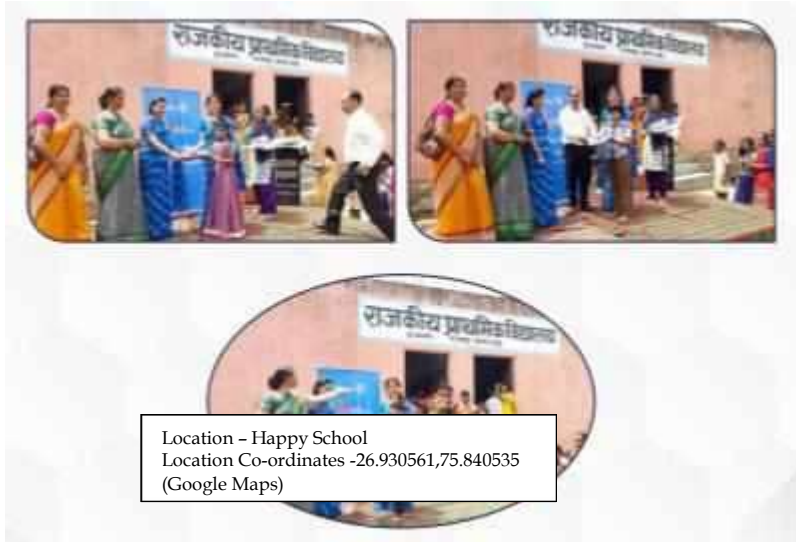 राजकीय प्राथमिक विद्यालय
राजकीय प्राथमिक विद्यालय
राजकीय प्राथमिक विद्यालय
Location – Happy School
Location Co-ordinates -26.930561,75.840535
(Google Maps)